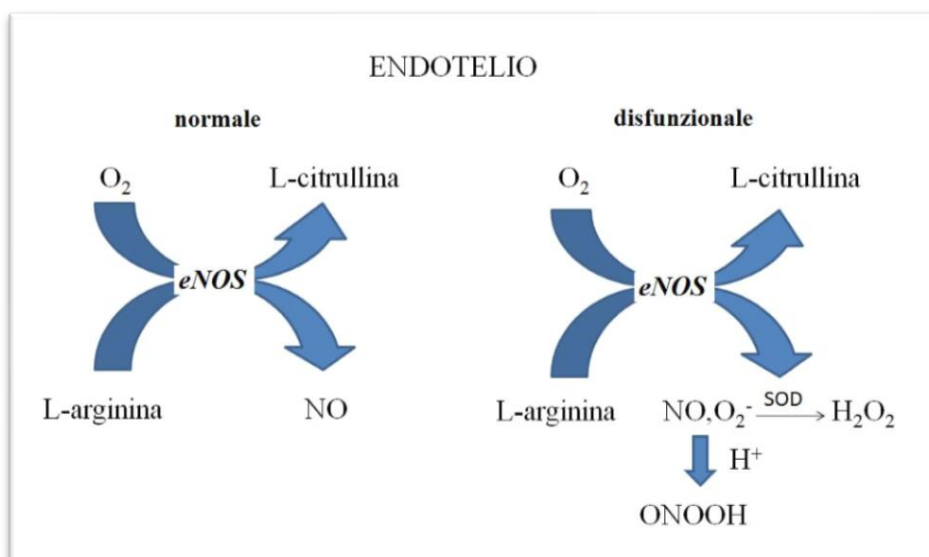 ENDOTELIO
normale
O₂ L-citrullina
eNOS
L-arginina NO
disfunzionale
O₂ L-citrullina
eNOS
L-arginina NO,O₂⁻ SOD H₂O₂
H⁺
ONOOH